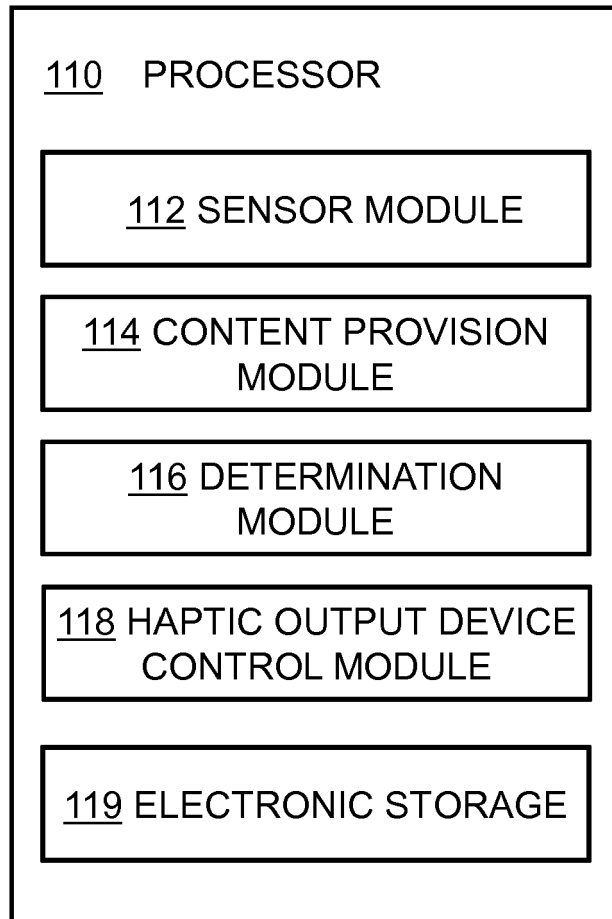 110 PROCESSOR
112 SENSOR MODULE
114 CONTENT PROVISION
MODULE
116 DETERMINATION
MODULE
118 HAPTIC OUTPUT DEVICE
CONTROL MODULE
119 ELECTRONIC STORAGE